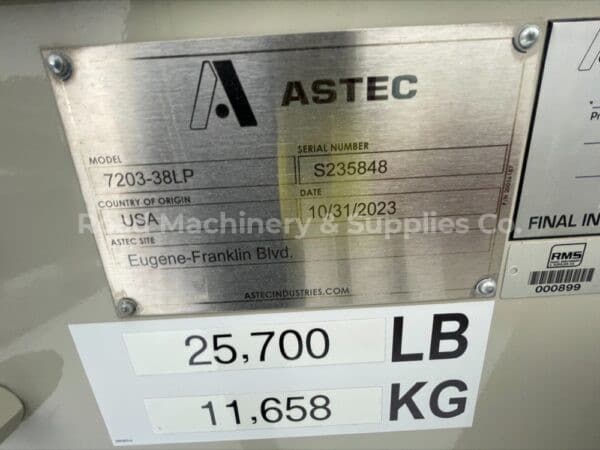 ASTEC
MODEL
7203-38LP
SERIAL NUMBER
S235848
COUNTRY OF ORIGIN
USA
DATE
10/31/2023
ASTEC SITE
Eugene-Franklin Blvd.
ASTECINDUSTRIES.COM
Machinery & Supplies Co.
25,700 LB
11,658 KG
FINAL IN
RMS
000899